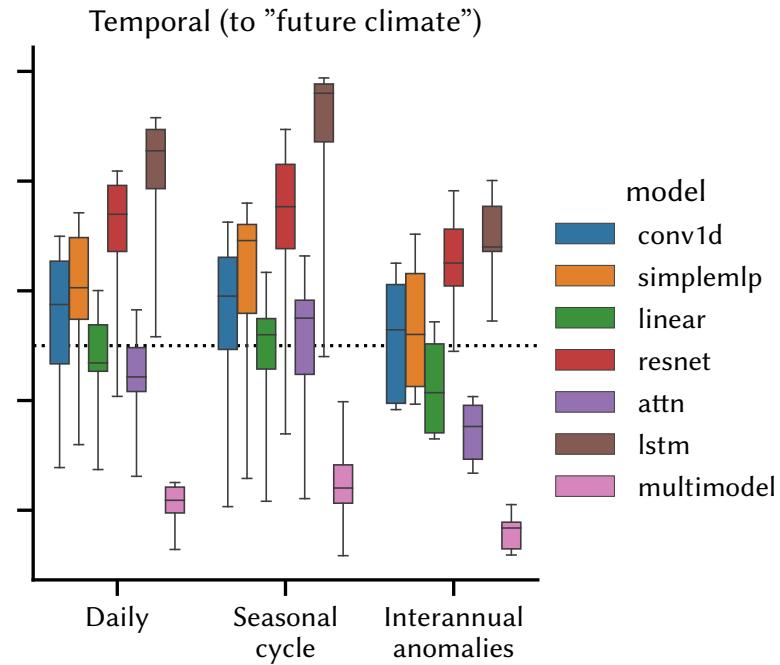 Temporal (to ”future climate”)
model
conv1d
simplemlp
linear
resnet
attn
lstm
multimodel
Daily
Seasonal
cycle
Interannual
anomalies